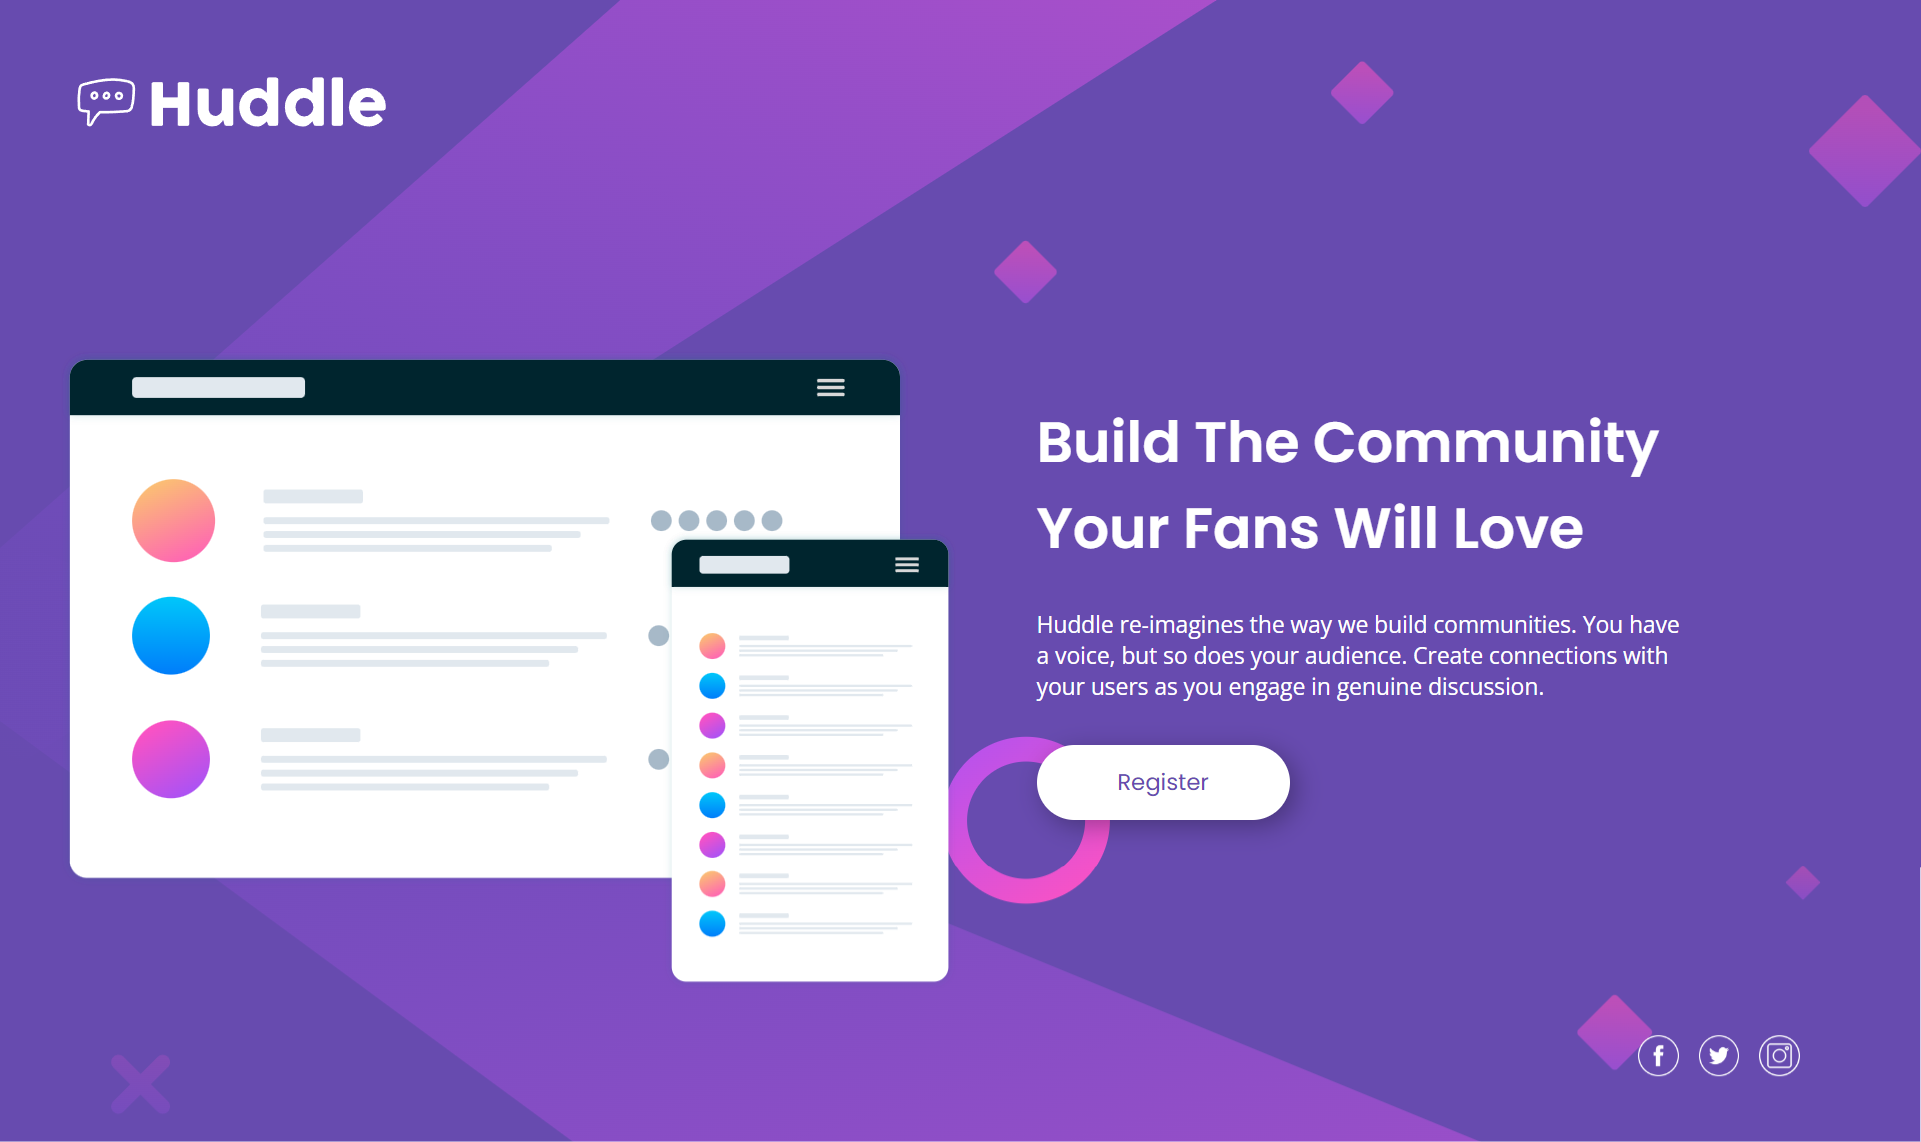 Huddle
Build The Community
Your Fans Will Love
Huddle re-imagines the way we build communities. You have
a voice, but so does your audience. Create connections with
your users as you engage in genuine discussion.
Register